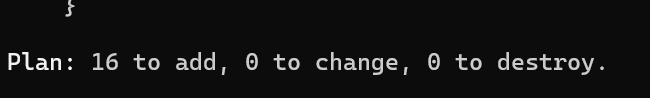 }
Plan: 16 to add, 0 to change, 0 to destroy.